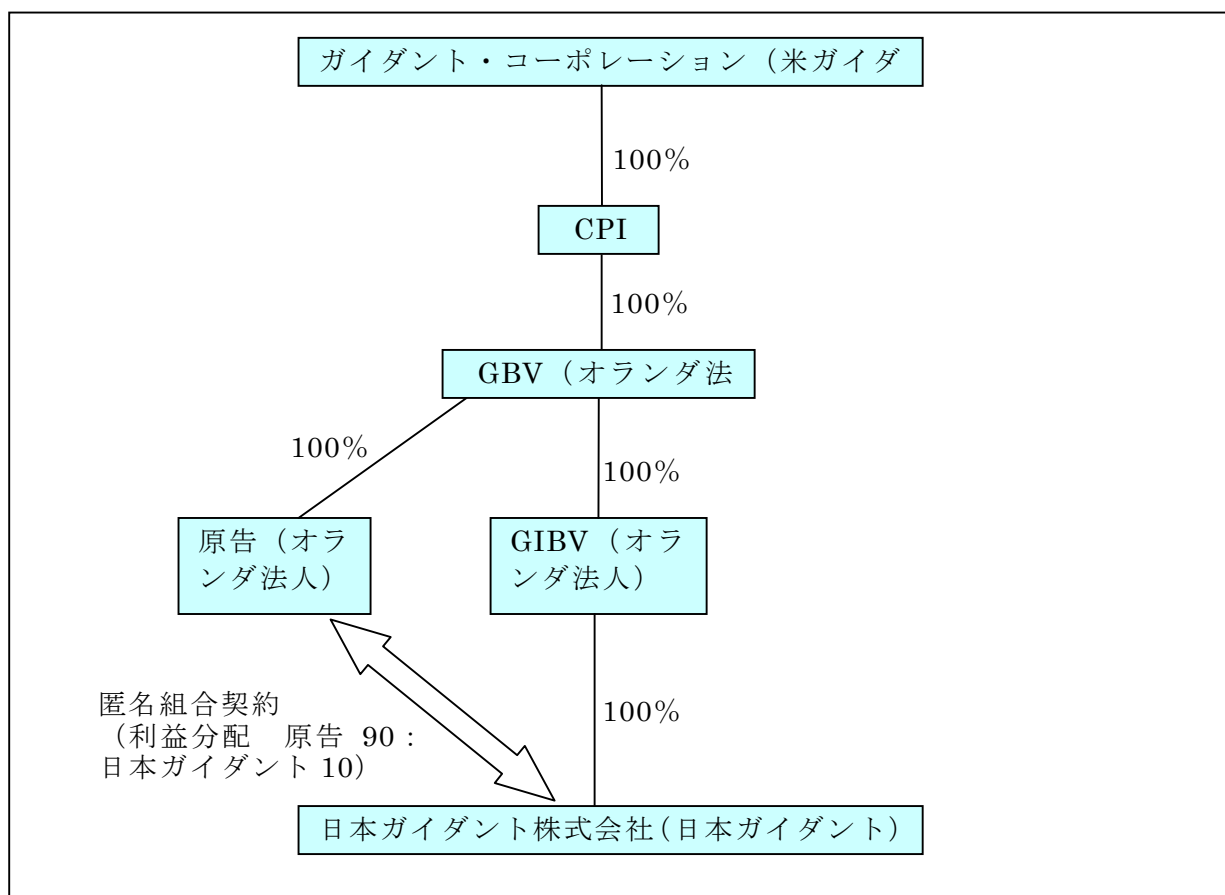 ガイダント・コーポレーション（米ガイダ
100%
CPI
100%
GBV（オランダ法
100%
100%
原告（オラ
ンダ法人）
GIBV（オラ
ンダ法人）
匿名組合契約
（利益分配　原告 90：
日本ガイダント 10）
100%
日本ガイダント株式会社（日本ガイダント）